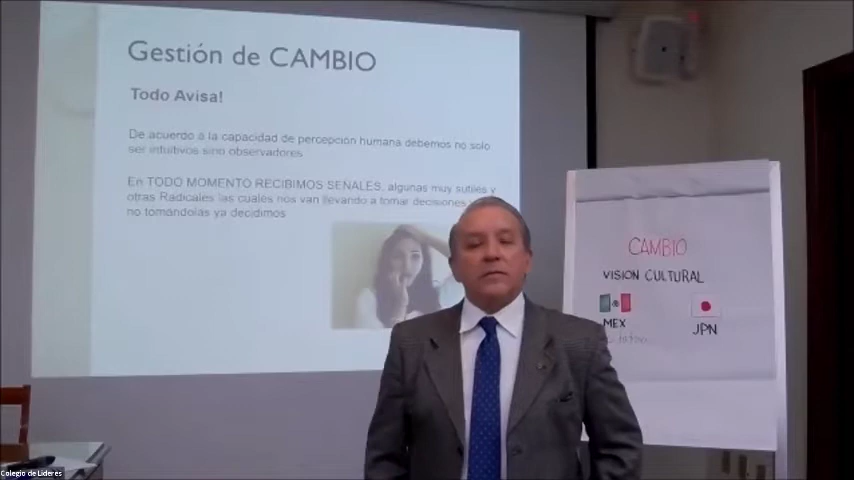 Gestión de CAMBIO
Todo Avisa!
De acuerdo a la capacidad de percepción humana debemos no solo
ser intuitivos sino observadores.
En TODO MOMENTO RECIBIMOS SEÑALES, algunas muy sutiles y
otras Radicales las cuales nos van llevando a tomar decisiones
no tomándolas ya decidimos
CAMBIO
VISION CULTURAL
MEX
JPN
Colegio de Lideres